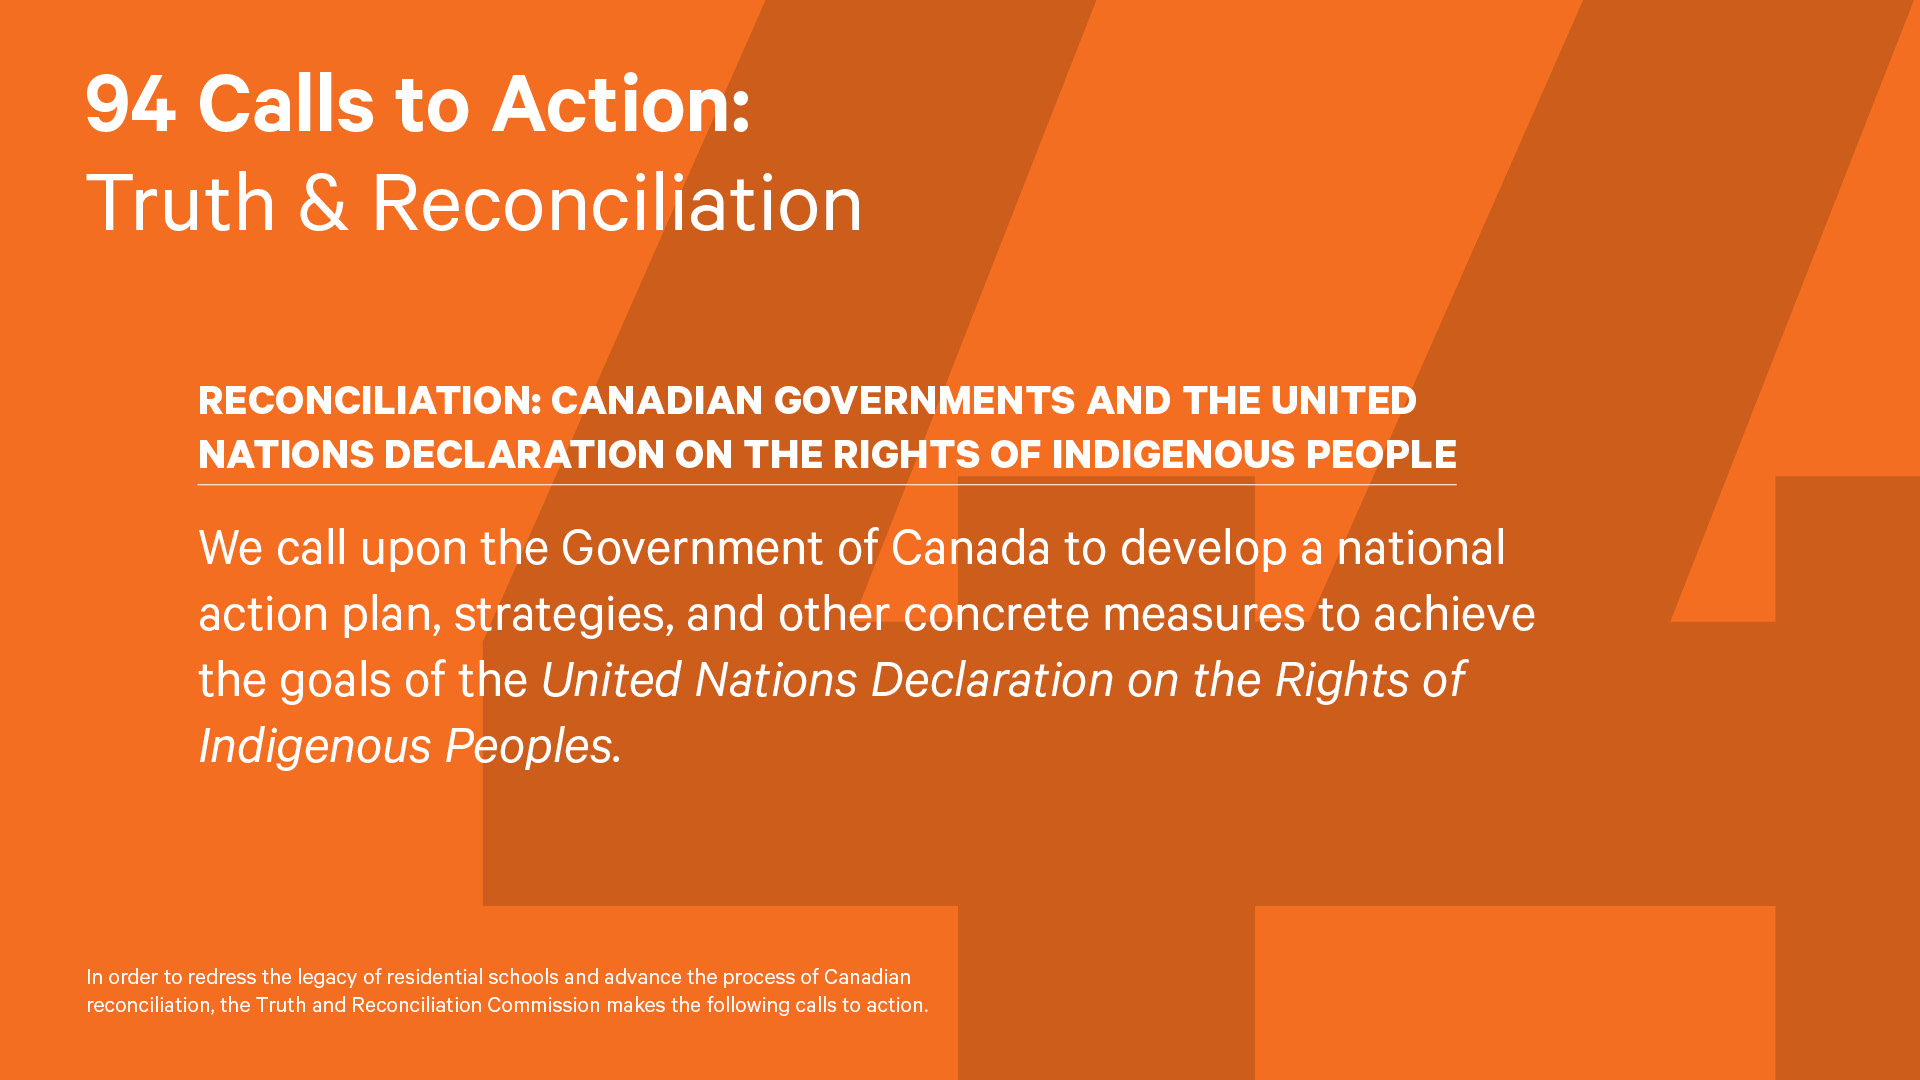 94 Calls to Action:
Truth & Reconciliation
RECONCILIATION: CANADIAN GOVERNMENTS AND THE UNITED
NATIONS DECLARATION ON THE RIGHTS OF INDIGENOUS PEOPLE
We call upon the Government of Canada to develop a national
action plan, strategies, and other concrete measures to achieve
the goals of the United Nations Declaration on the Rights of
Indigenous Peoples.
In order to redress the legacy of residential schools and advance the process of Canadian
reconciliation, the Truth and Reconciliation Commission makes the following calls to action.
44